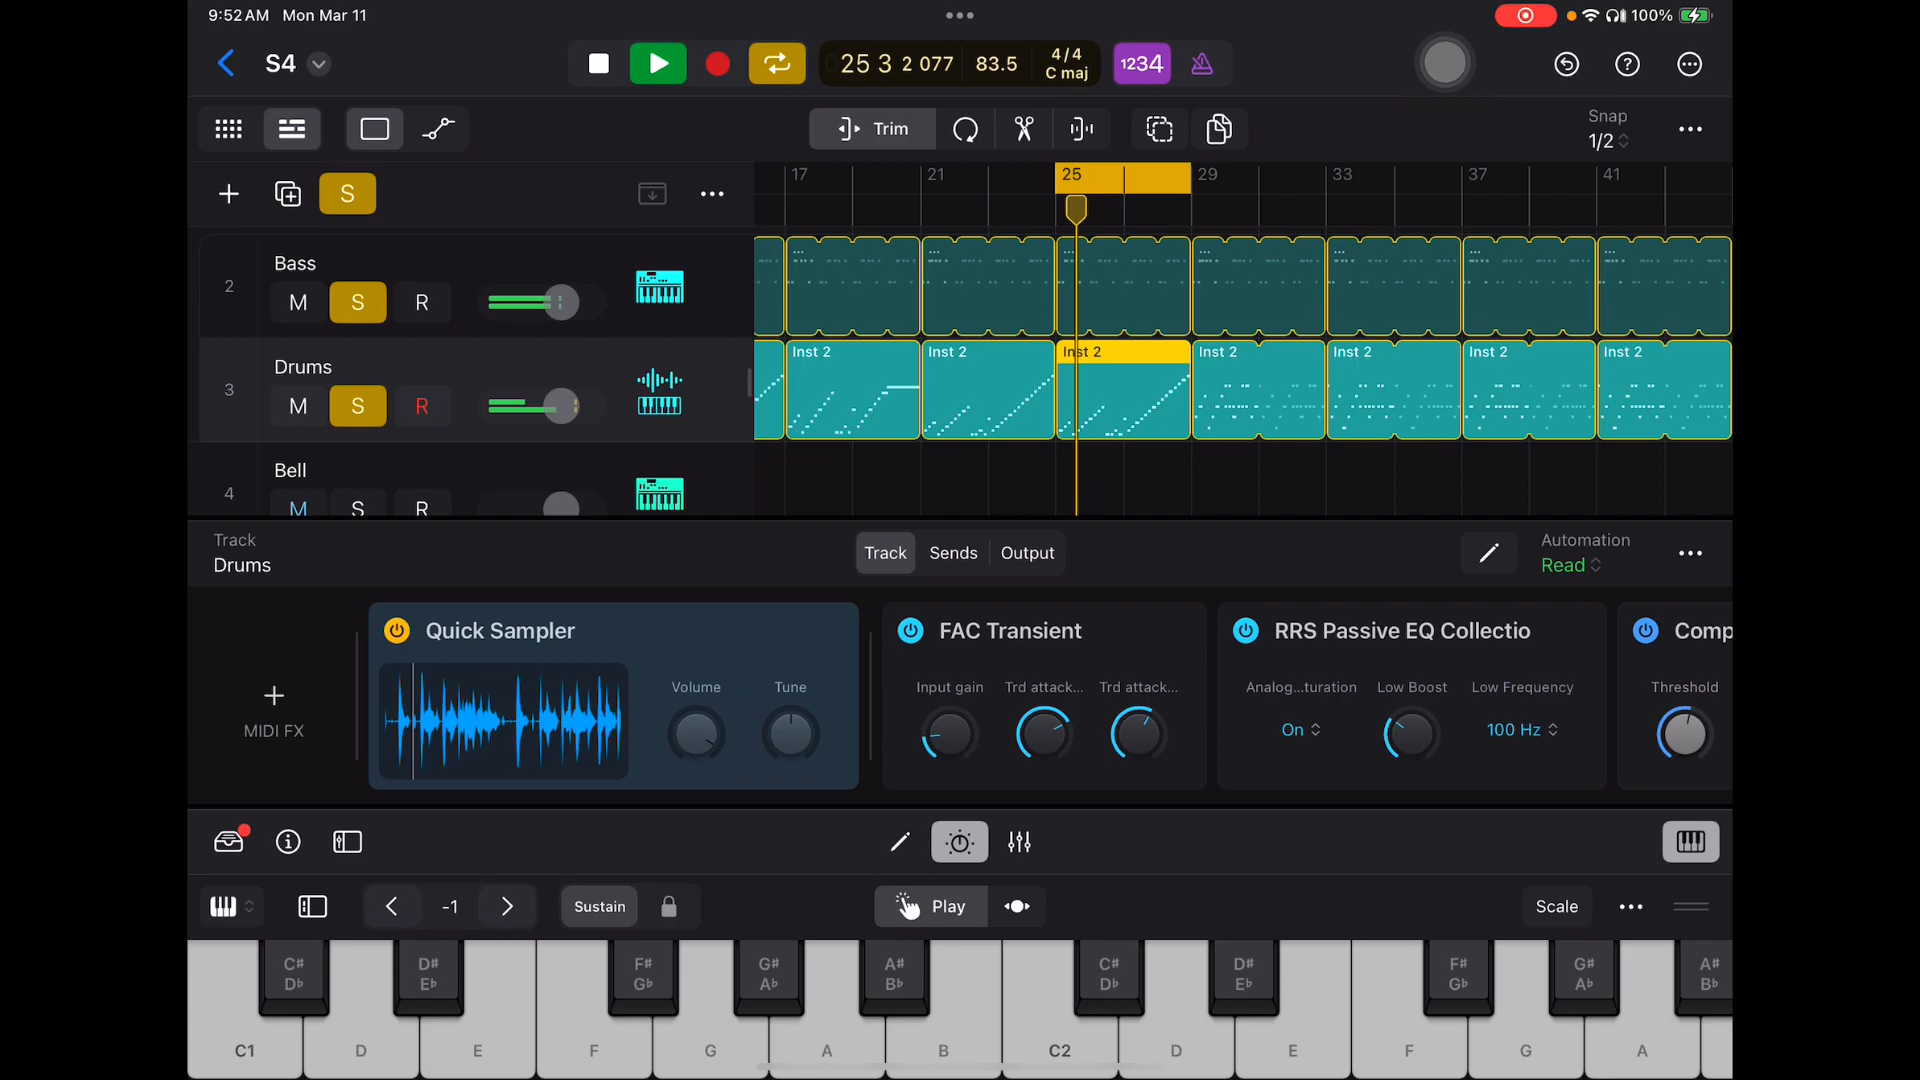 9:52 AM Mon Mar 11
100%
S4
25 3 2 077
83.5
4/4
C maj
1234
Trim
Snap
1/2
S
17 21 25 29 33 37 41
2
Bass
M S R
3
Drums
M S R
Inst 2 Inst 2 Inst 2 Inst 2 Inst 2 Inst 2 Inst 2
4
Bell
M S R
Track
Drums
Track Sends Output
Automation
Read
MIDI FX
Quick Sampler
Volume Tune
FAC Transient
Input gain Trd attack... Trd attack...
RRS Passive EQ Collectio
Analog...turation Low Boost Low Frequency
On 100 Hz
Comp
Threshold
-1
Sustain
Play
Scale
C# D# F# G# A# C# D# F# G# A#
D♭ E♭ G♭ A♭ B♭ D♭ E♭ G♭ A♭ B♭
C1 D E F G A B C2 D E F G A